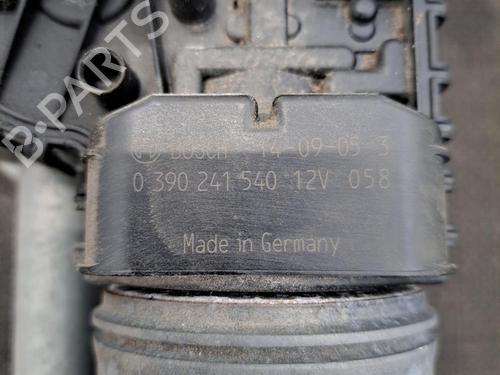 B-PARTS
BOSCH 14-09-05 3
0 390 241 540 12V 058
Made in Germany